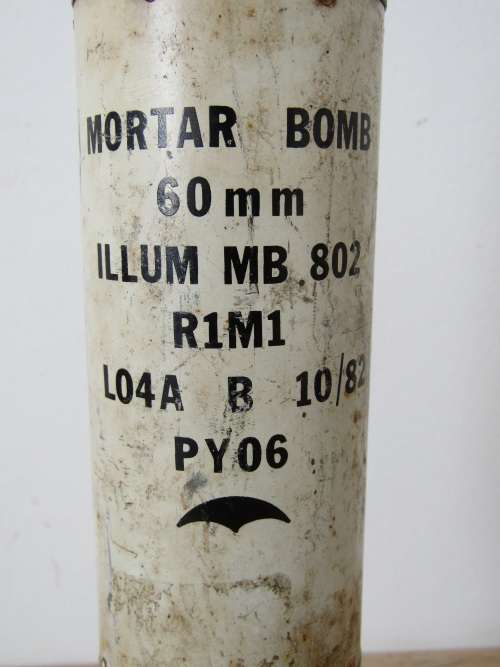 MORTAR BOMB
60mm
ILLUM MB 802
R1M1
L04A B 10/82
PY06